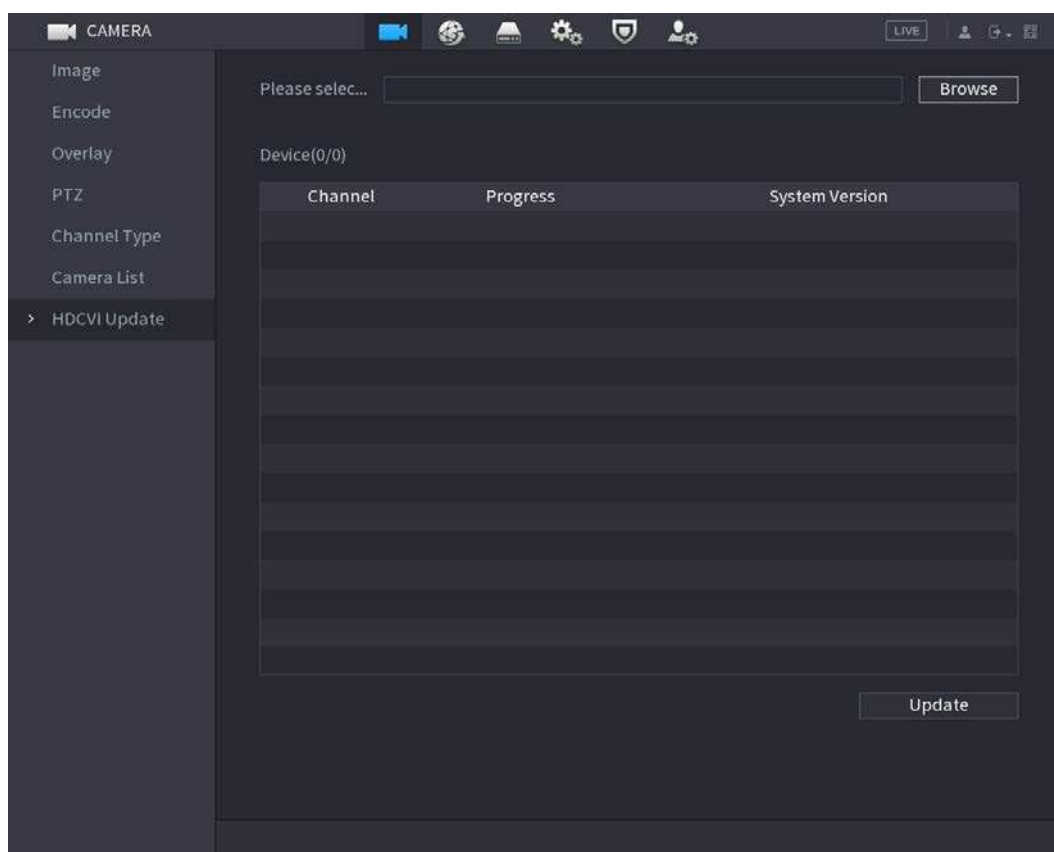 CAMERA
LIVE
Image
Encode
Overlay
PTZ
Channel Type
Camera List
> HDCVI Update
Please selec... Browse
Device(0/0)
Channel Progress System Version
Update